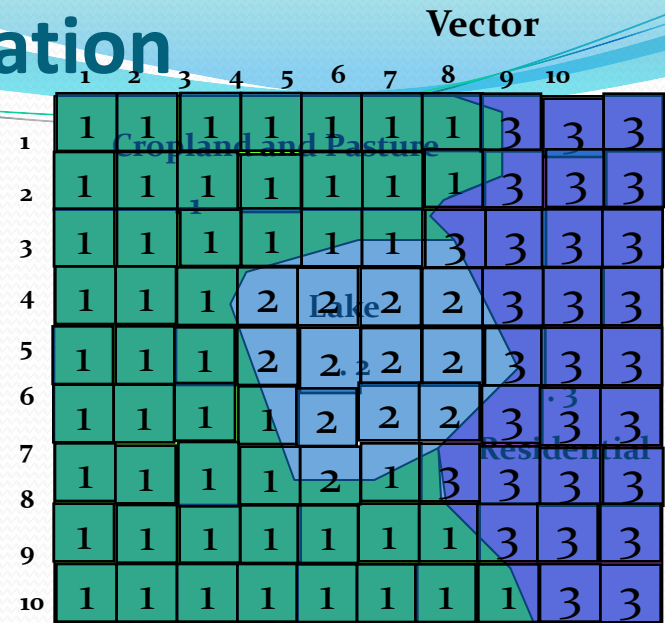 ation
Vector
1 2 3 4 5 6 7 8 9 10
1 1 1 1 1 1 1 1 3 3 3
Cropland and Pasture
2 1 1 1 1 1 1 1 3 3 3
1
3 1 1 1 1 1 1 3 3 3 3
4 1 1 1 2 2 2 2 3 3 3
Lake
5 1 1 1 2 2 2 2 3 3 3
. 2
6 1 1 1 1 2 2 2 3 3 3
. 3
7
Residential
8 1 1 1 1 2 1 3 3 3 3
9 1 1 1 1 1 1 1 3 3 3
10 1 1 1 1 1 1 1 1 3 3